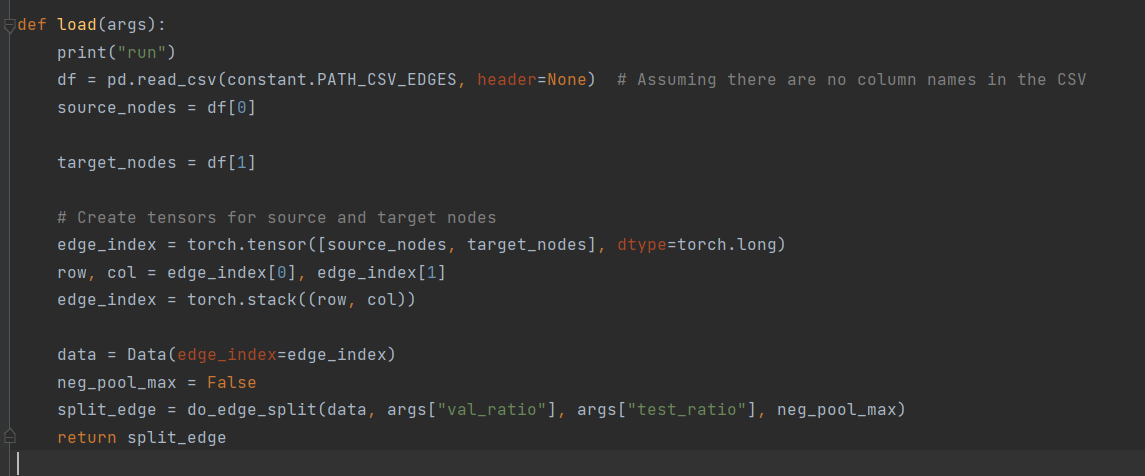 def load(args):
    print("run")
    df = pd.read_csv(constant.PATH_CSV_EDGES, header=None)  # Assuming there are no column names in the CSV
    source_nodes = df[0]
    target_nodes = df[1]
    # Create tensors for source and target nodes
    edge_index = torch.tensor([source_nodes, target_nodes], dtype=torch.long)
    row, col = edge_index[0], edge_index[1]
    edge_index = torch.stack((row, col))
    data = Data(edge_index=edge_index)
    neg_pool_max = False
    split_edge = do_edge_split(data, args["val_ratio"], args["test_ratio"], neg_pool_max)
    return split_edge